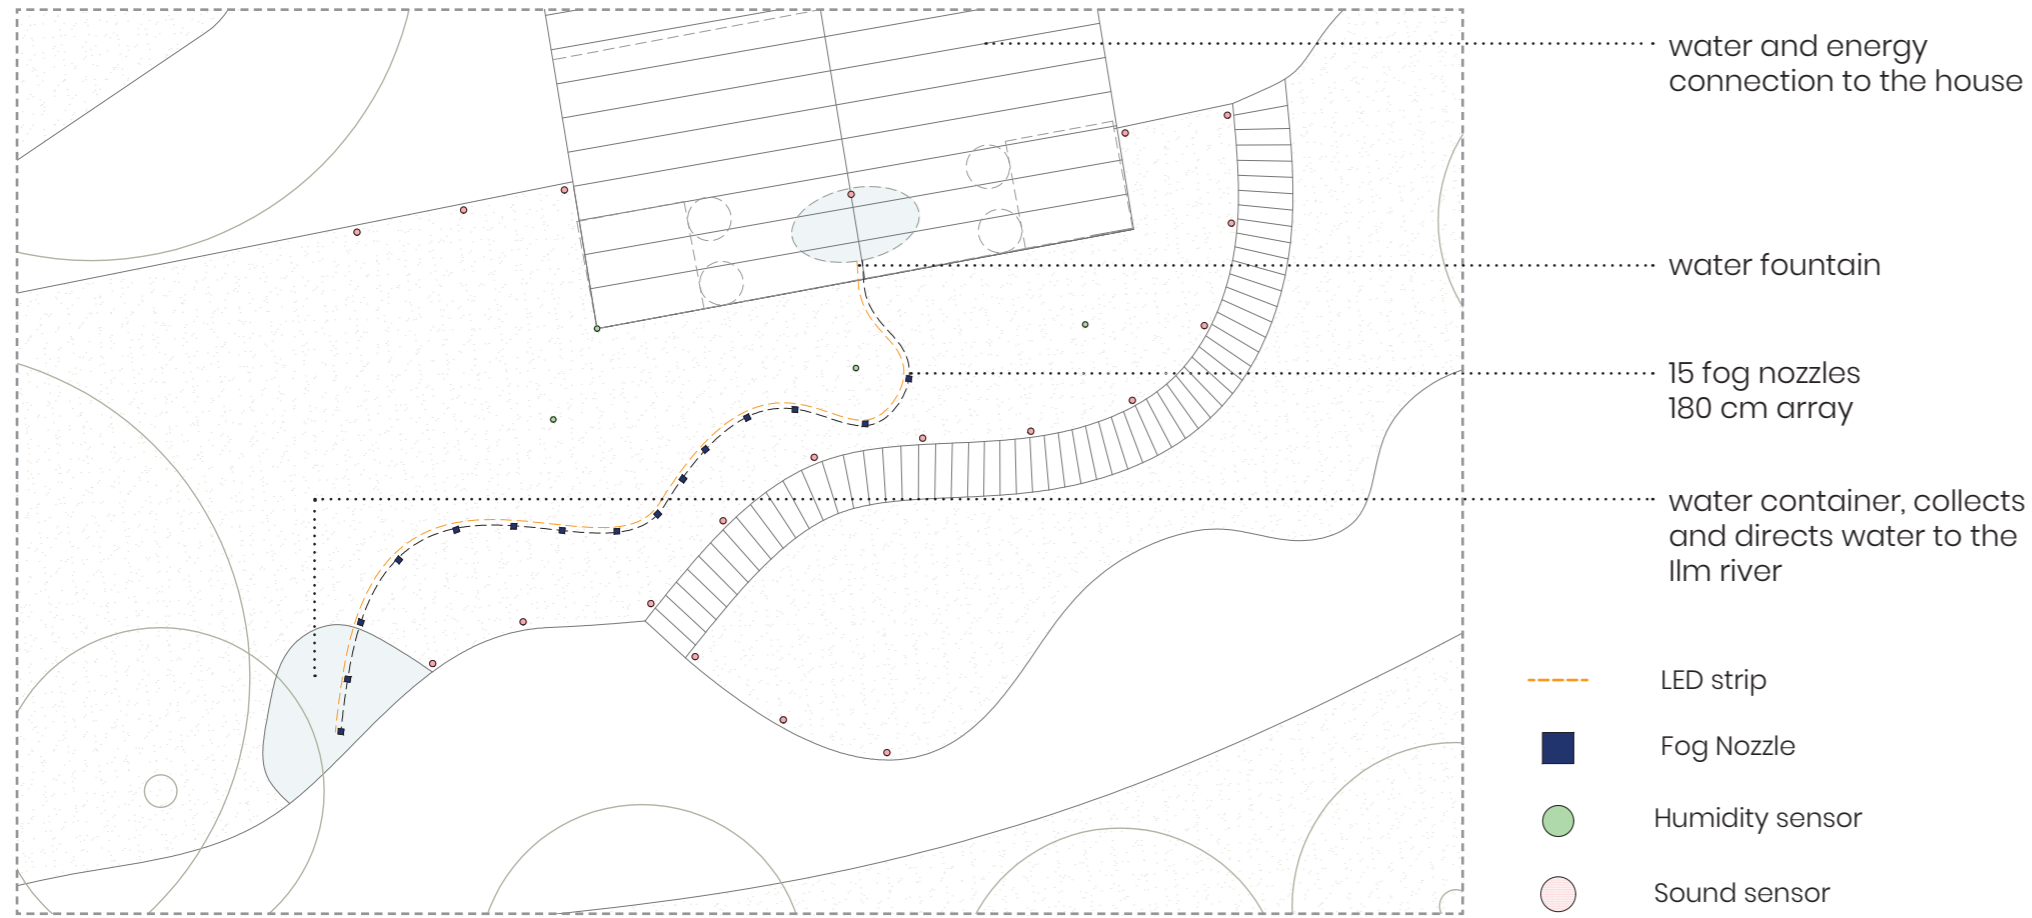 water and energy
connection to the house
water fountain
15 fog nozzles
180 cm array
water container, collects
and directs water to the
Ilm river
LED strip
Fog Nozzle
Humidity sensor
Sound sensor